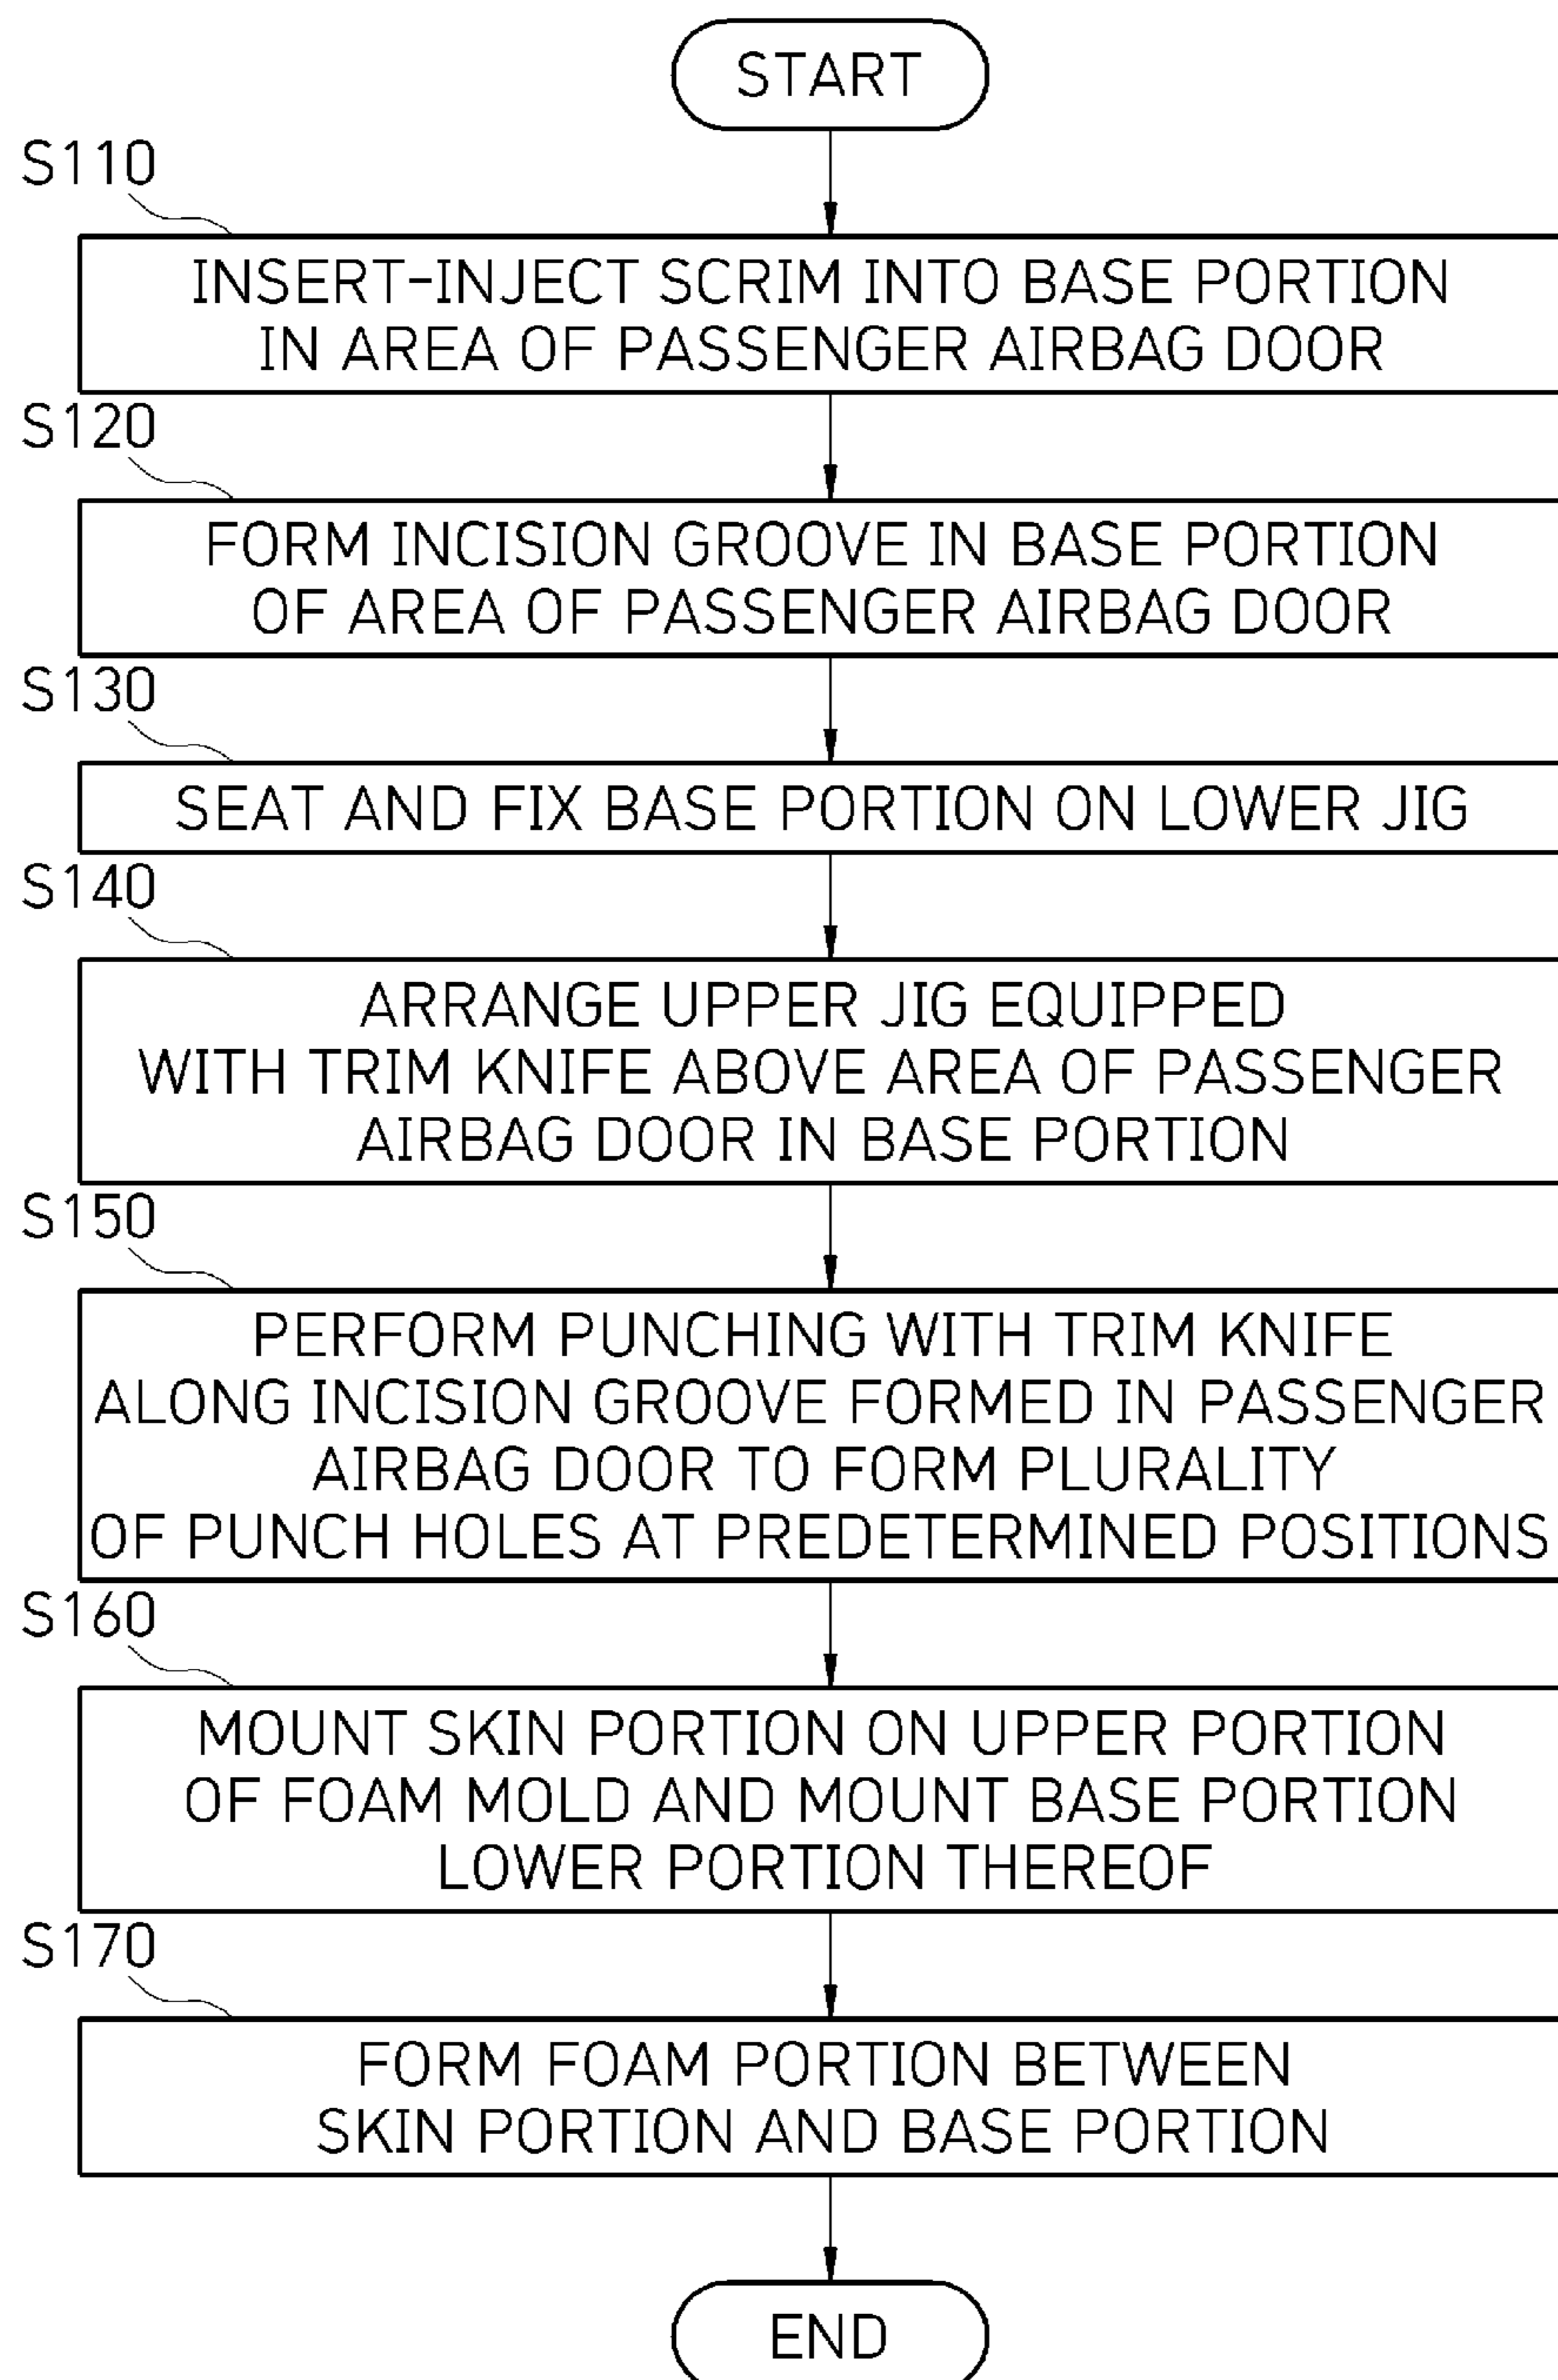 START
S110
INSERT-INJECT SCRIM INTO BASE PORTION
IN AREA OF PASSENGER AIRBAG DOOR
S120
FORM INCISION GROOVE IN BASE PORTION
OF AREA OF PASSENGER AIRBAG DOOR
S130
SEAT AND FIX BASE PORTION ON LOWER JIG
S140
ARRANGE UPPER JIG EQUIPPED
WITH TRIM KNIFE ABOVE AREA OF PASSENGER
AIRBAG DOOR IN BASE PORTION
S150
PERFORM PUNCHING WITH TRIM KNIFE
ALONG INCISION GROOVE FORMED IN PASSENGER
AIRBAG DOOR TO FORM PLURALITY
OF PUNCH HOLES AT PREDETERMINED POSITIONS
S160
MOUNT SKIN PORTION ON UPPER PORTION
OF FOAM MOLD AND MOUNT BASE PORTION
LOWER PORTION THEREOF
S170
FORM FOAM PORTION BETWEEN
SKIN PORTION AND BASE PORTION
END